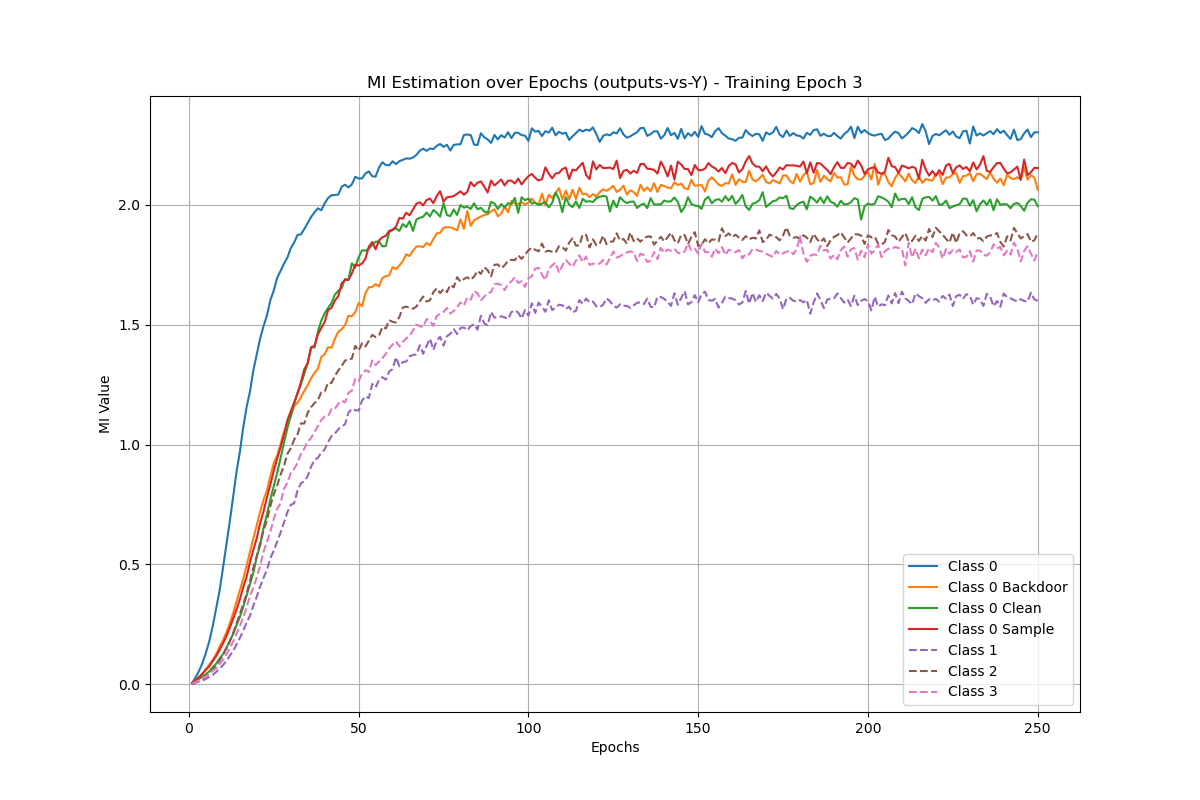 MI Estimation over Epochs (outputs-vs-Y) - Training Epoch 3
MI Value
2.0
1.5
1.0
0.5
0.0
0
50
100
150
200
250
Epochs
Class 0
Class 0 Backdoor
Class 0 Clean
Class 0 Sample
Class 1
Class 2
Class 3